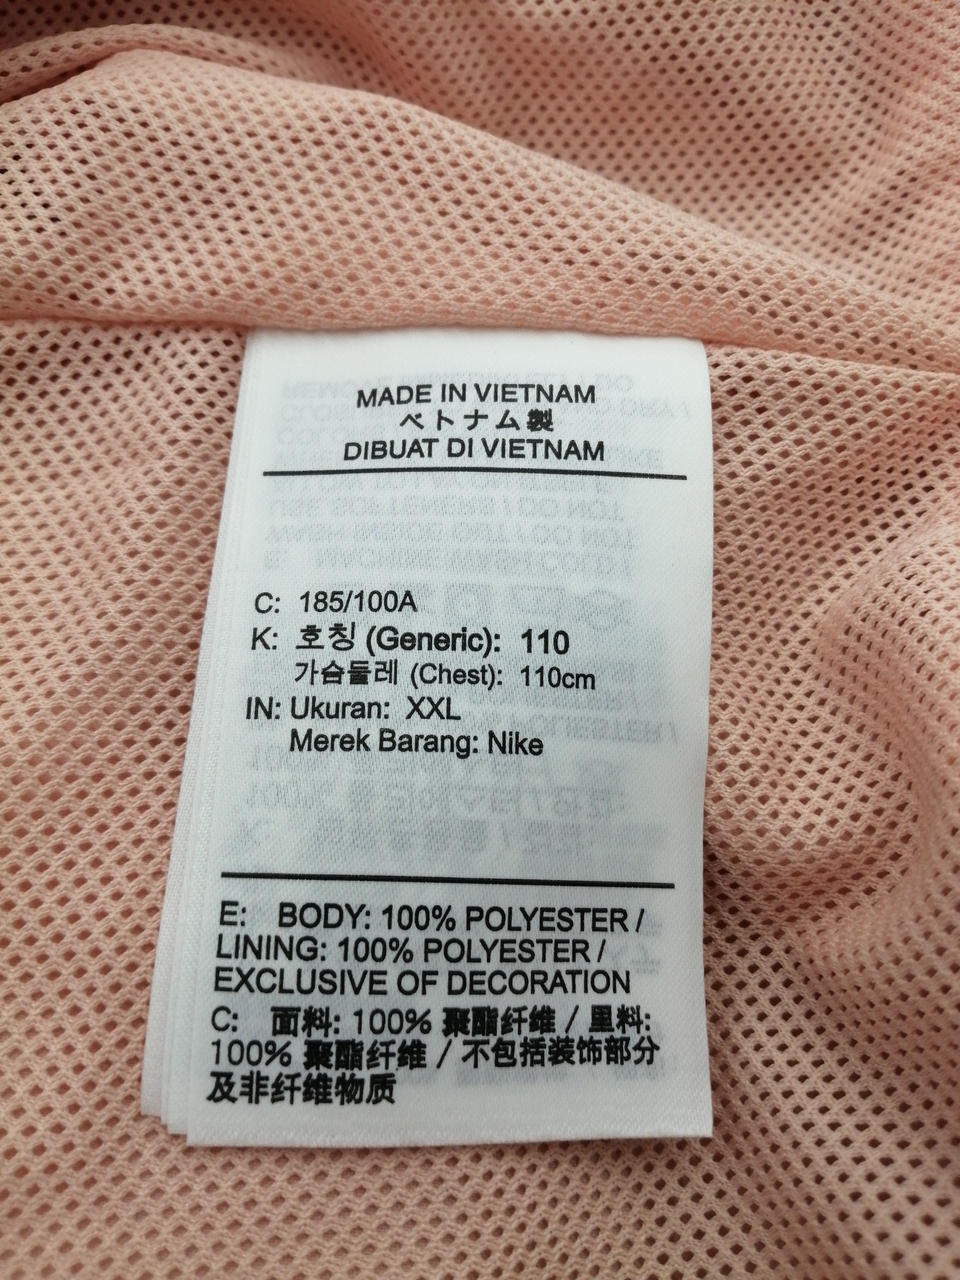 MADE IN VIETNAM
ベトナム製
DIBUAT DI VIETNAM
C: 185/100A
K: 호칭 (Generic): 110
가슴둘레 (Chest): 110cm
IN: Ukuran: XXL
Merek Barang: Nike
E: BODY: 100% POLYESTER /
LINING: 100% POLYESTER /
EXCLUSIVE OF DECORATION
C: 面料: 100% 聚酯纤维 / 里料:
100% 聚酯纤维 / 不包括装饰部分
及非纤维物质